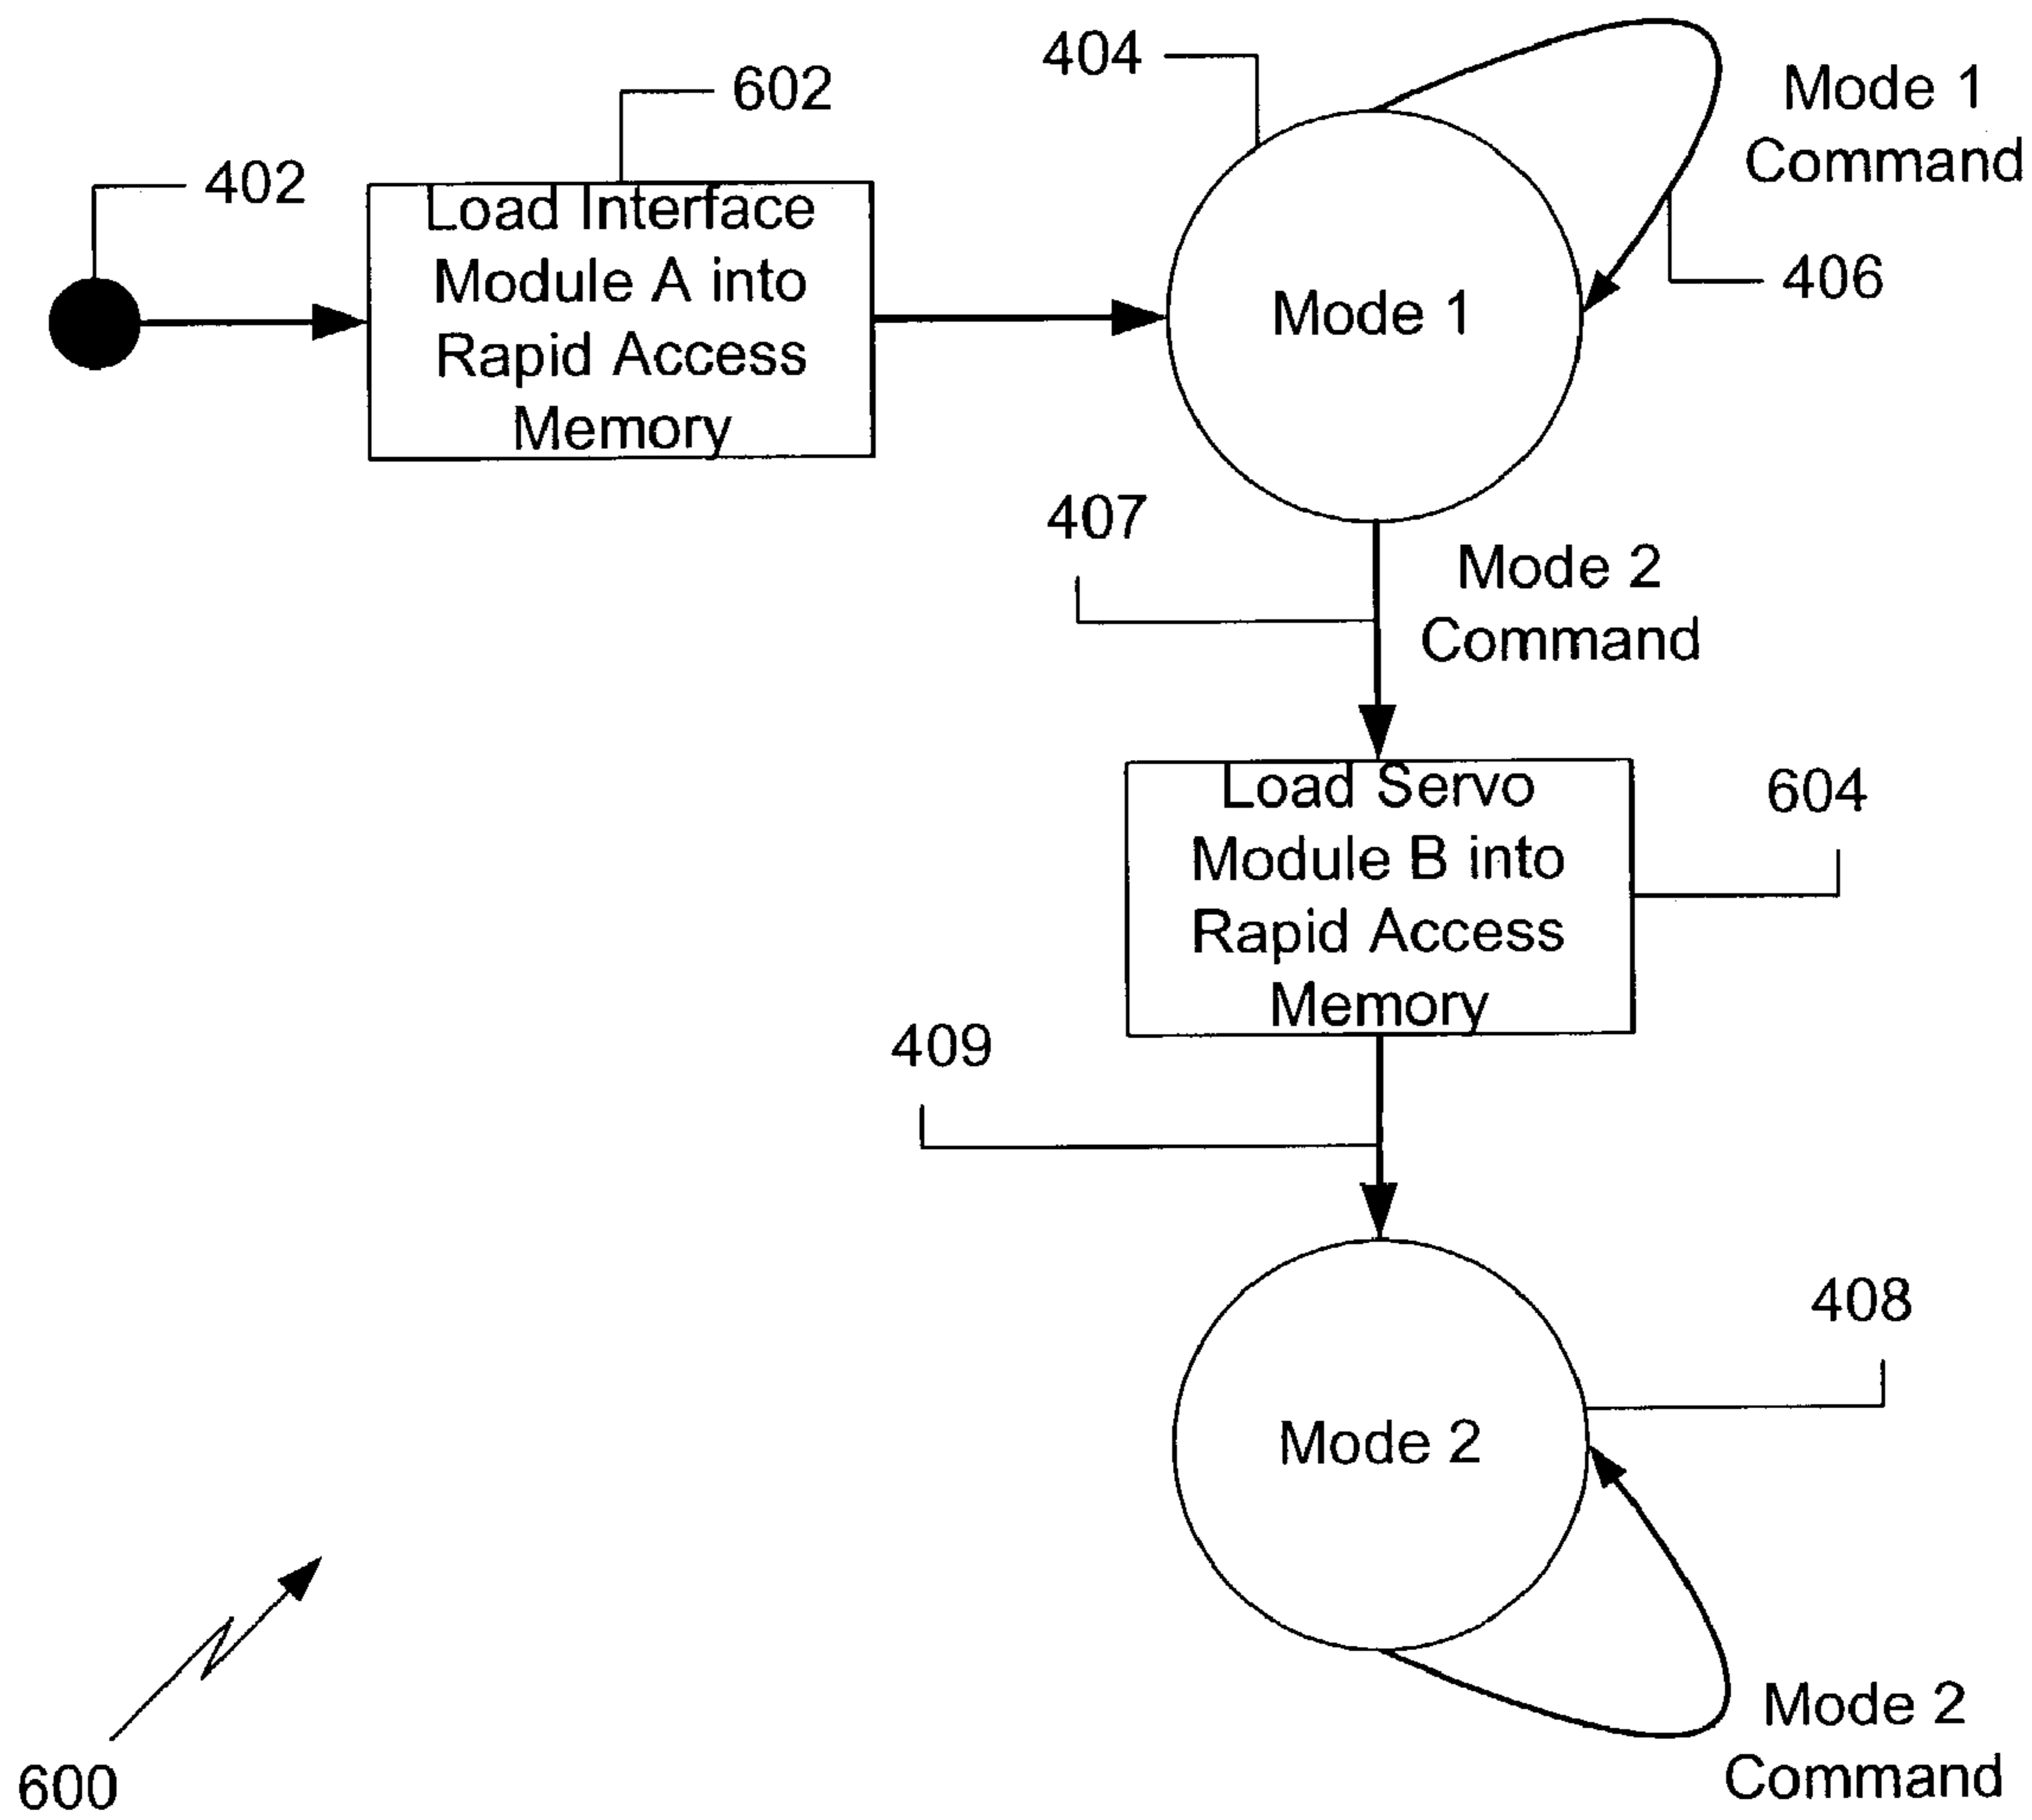 404
Mode 1
Command
602
402
Load Interface
Module A into
Rapid Access
Memory
Mode 1
406
407
Mode 2
Command
Load Servo
Module B into
Rapid Access
Memory
604
409
408
Mode 2
Mode 2
Command
600